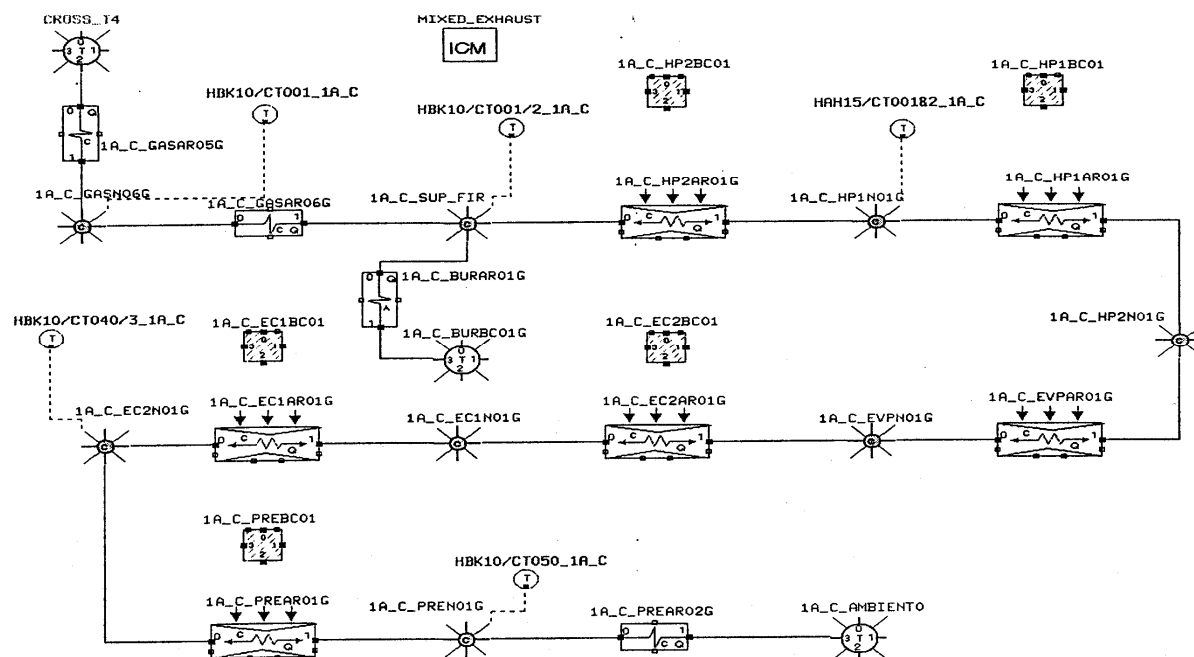 CROSS_T4
MIXED_EXHAUST
ICM
1A_C_HP2BC01
1A_C_HP1BC01
HBK10/CT001_1A_C
HBK10/CT001/2_1A_C
HAH15/CT001&2_1A_C
1A_C_GASAR05G
1A_C_GASN06G
1A_C_GASAR06G
1A_C_SUP_FIR
1A_C_HP2AR01G
1A_C_HP1N01G
1A_C_HP1AR01G
1A_C_BURAR01G
HBK10/CT040/3_1A_C
1A_C_EC1BC01
1A_C_BURBC01G
1A_C_EC2BC01
1A_C_HP2N01G
1A_C_EC2N01G
1A_C_EC1AR01G
1A_C_EC1N01G
1A_C_EC2AR01G
1A_C_EVPN01G
1A_C_EVPAR01G
1A_C_PREBC01
HBK10/CT050_1A_C
1A_C_PREAR01G
1A_C_PREN01G
1A_C_PREAR02G
1A_C_AMBIENTO